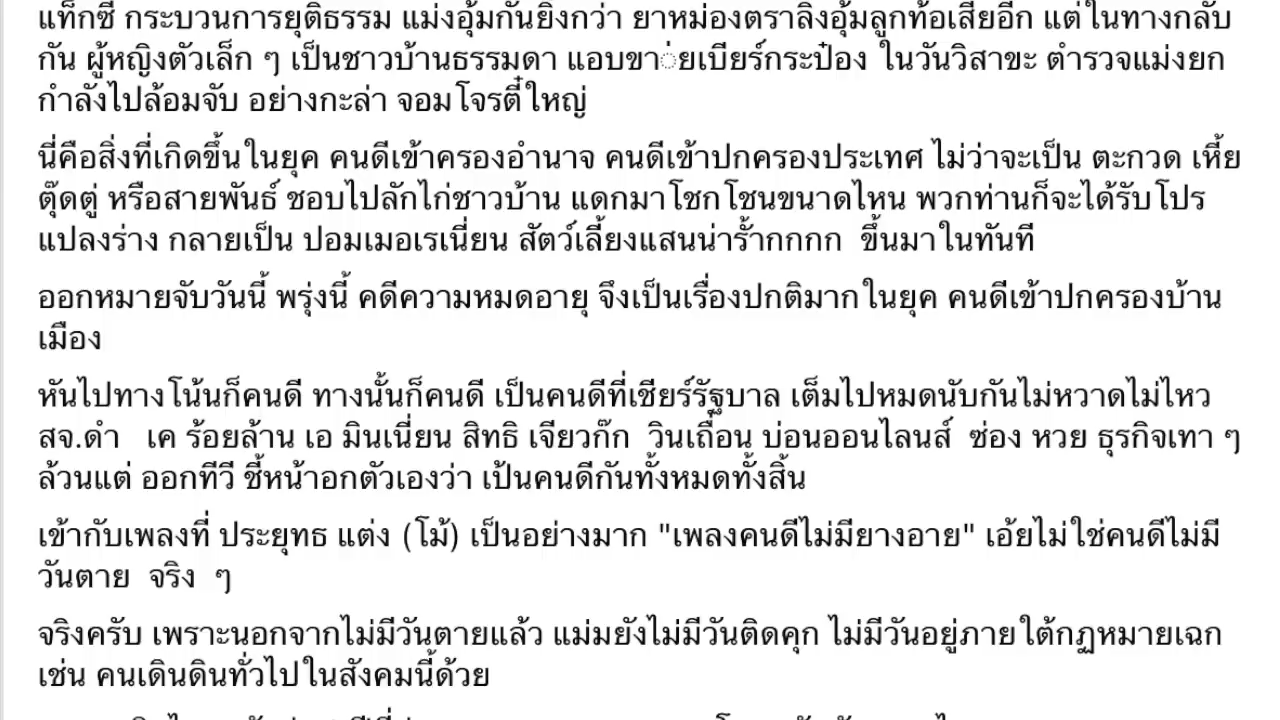 แท็กซี่ กระบวนการยุติธรรม แม่งอุ้มกันยิ่งกว่า ยาหม่องตราลิงอุ้มลูกท้อเสียอีก แต่ในทางกลับ
กัน ผู้หญิงตัวเล็ก ๆ เป็นชาวบ้านธรรมดา แอบขา่ยเบียร์กระป๋อง ในวันวิสาขะ ตำรวจแม่งยก
กำลังไปล้อมจับ อย่างกะล่า จอมโจรตี๋ใหญ่
นี่คือสิ่งที่เกิดขึ้นในยุค คนดีเข้าครองอำนาจ คนดีเข้าปกครองประเทศ ไม่ว่าจะเป็น ตะกวด เหี้ย
ตุ๊ดตู่ หรือสายพันธ์ ชอบไปลักไก่ชาวบ้าน แดกมาโชกโชนขนาดไหน พวกท่านก็จะได้รับโปร
แปลงร่าง กลายเป็น ปอมเมอเรเนี่ยน สัตว์เลี้ยงแสนน่าร้ากกกก ขึ้นมาในทันที
ออกหมายจับวันนี้ พรุ่งนี้ คดีความหมดอายุ จึงเป็นเรื่องปกติมากในยุค คนดีเข้าปกครองบ้าน
เมือง
หันไปทางโน้นก็คนดี ทางนั้นก็คนดี เป็นคนดีที่เชียร์รัฐบาล เต็มไปหมดนับกันไม่หวาดไม่ไหว
สจ.ดำ เค ร้อยล้าน เอ มินเนี่ยน สิทธิ เจียวก๊ก วินเถื่อน บ่อนออนไลนส์ ซ่อง หวย ธุรกิจเทา ๆ
ล้วนแต่ ออกทีวี ชี้หน้าอกตัวเองว่า เป้นคนดีกันทั้งหมดทั้งสิ้น
เข้ากับเพลงที่ ประยุทธ แต่ง (โม้) เป็นอย่างมาก "เพลงคนดีไม่มียางอาย" เอ้ยไม่ใช่คนดีไม่มี
วันตาย จริง ๆ
จริงครับ เพราะนอกจากไม่มีวันตายแล้ว แม่มยังไม่มีวันติดคุก ไม่มีวันอยู่ภายใต้กฏหมายเฉก
เช่น คนเดินดินทั่วไปในสังคมนี้ด้วย